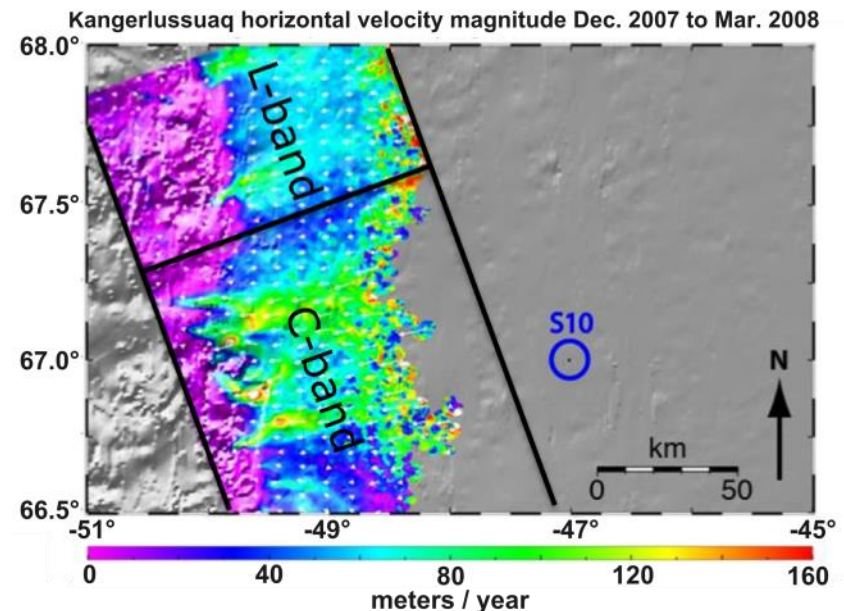 Kangerlussuaq horizontal velocity magnitude Dec. 2007 to Mar. 2008
68.0°
67.5°
67.0°
66.5°
L-band
C-band
S10
N
km
0 50
-51° -49° -47° -45°
0 40 80 120 160
meters / year